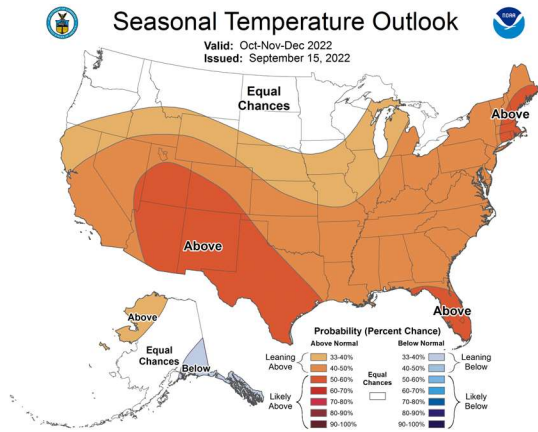 Seasonal Temperature Outlook
Valid: Oct-Nov-Dec 2022
Issued: September 15, 2022
NOAA
Equal
Chances
Above
Above
Above
Above
Equal
Chances
Below
Probability (Percent Chance)
Above Normal
Below Normal
Leaning
Above
33-40%
40-50%
Likely
Above
50-60%
60-70%
70-80%
80-90%
90-100%
Equal
Chances
33-40%
40-50%
Leaning
Below
50-60%
60-70%
70-80%
80-90%
90-100%
Likely
Below